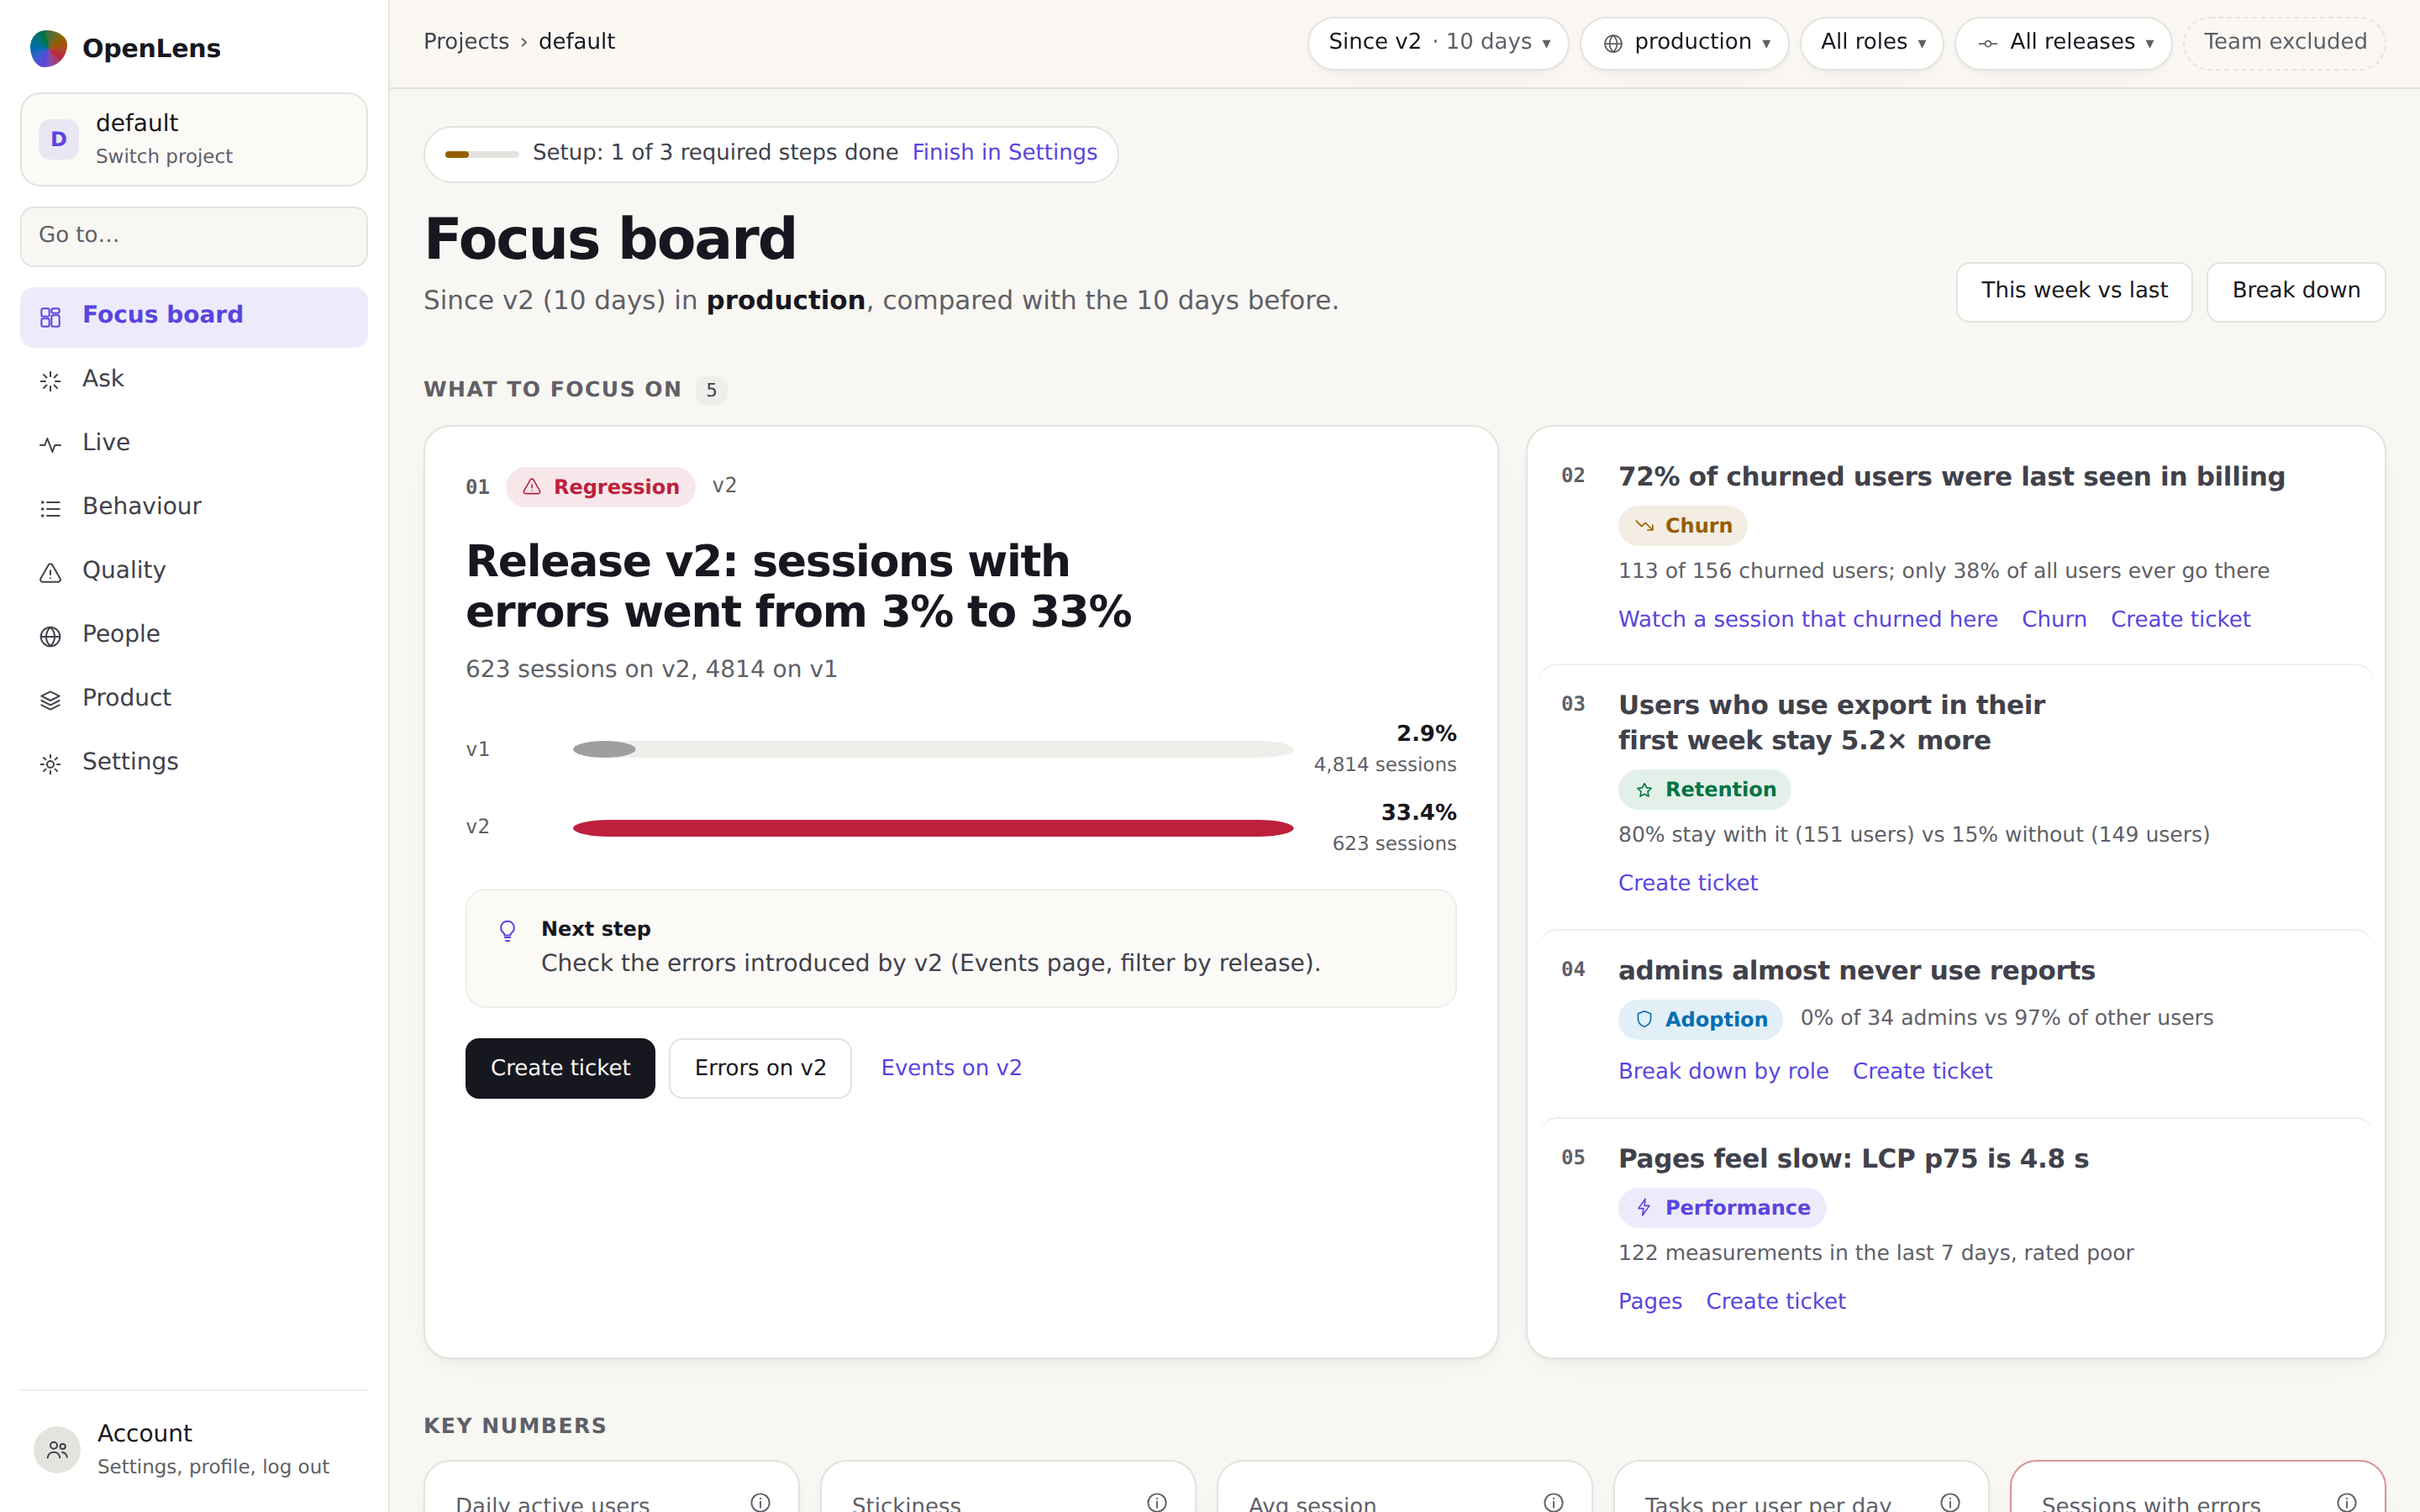 OpenLens
D
default
Switch project
Go to...
Focus board
Ask
Live
Behaviour
Quality
People
Product
Settings
Account
Settings, profile, log out
Projects › default
Since v2 · 10 days ▾
production ▾
All roles ▾
All releases ▾
Team excluded
Setup: 1 of 3 required steps done Finish in Settings
Focus board
Since v2 (10 days) in production, compared with the 10 days before.
This week vs last
Break down
WHAT TO FOCUS ON 5
01 Regression v2
Release v2: sessions with
errors went from 3% to 33%
623 sessions on v2, 4814 on v1
v1
2.9%
4,814 sessions
v2
33.4%
623 sessions
Next step
Check the errors introduced by v2 (Events page, filter by release).
Create ticket
Errors on v2
Events on v2
02 72% of churned users were last seen in billing
Churn
113 of 156 churned users; only 38% of all users ever go there
Watch a session that churned here Churn Create ticket
03 Users who use export in their
first week stay 5.2× more
Retention
80% stay with it (151 users) vs 15% without (149 users)
Create ticket
04 admins almost never use reports
Adoption 0% of 34 admins vs 97% of other users
Break down by role Create ticket
05 Pages feel slow: LCP p75 is 4.8 s
Performance
122 measurements in the last 7 days, rated poor
Pages Create ticket
KEY NUMBERS
Daily active users
Stickiness
Avg session
Tasks per user per day
Sessions with errors